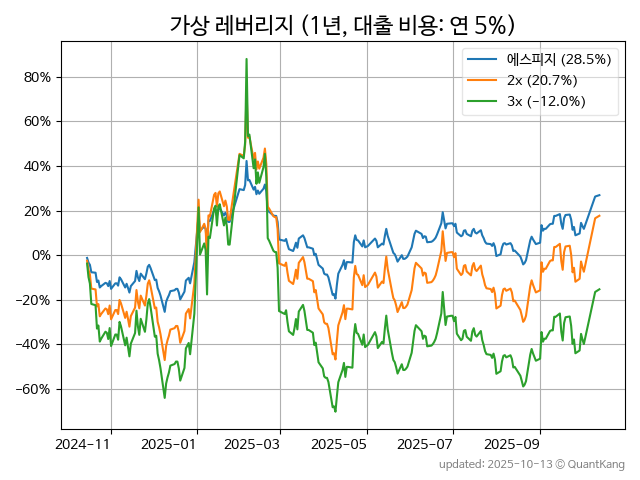 가상 레버리지 (1년, 대출 비용: 연 5%)
에스피지 (28.5%)
2x (20.7%)
3x (−12.0%)
80%
60%
40%
20%
0%
−20%
−40%
−60%
2024-11
2025-01
2025-03
2025-05
2025-07
2025-09
updated: 2025-10-13 © QuantKang